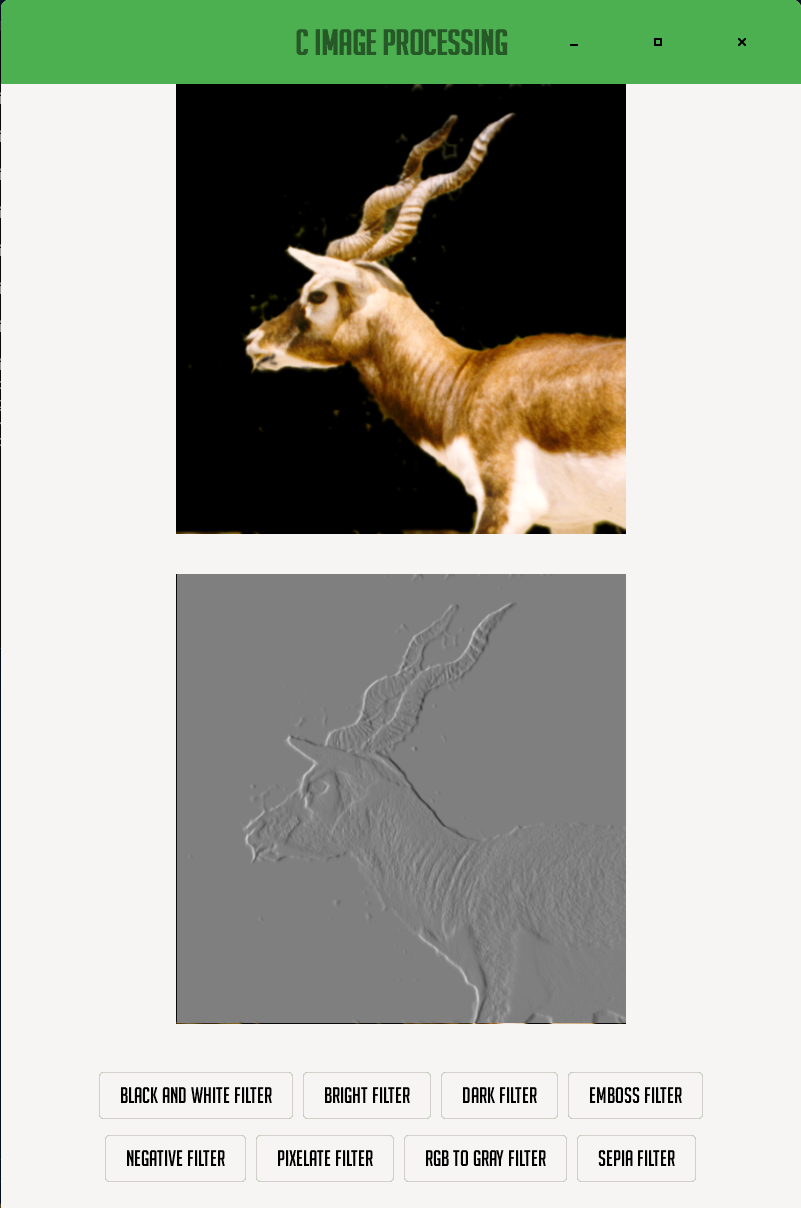 C IMAGE PROCESSING
BLACK AND WHITE FILTER
BRIGHT FILTER
DARK FILTER
EMBOSS FILTER
NEGATIVE FILTER
PIXELATE FILTER
RGB TO GRAY FILTER
SEPIA FILTER